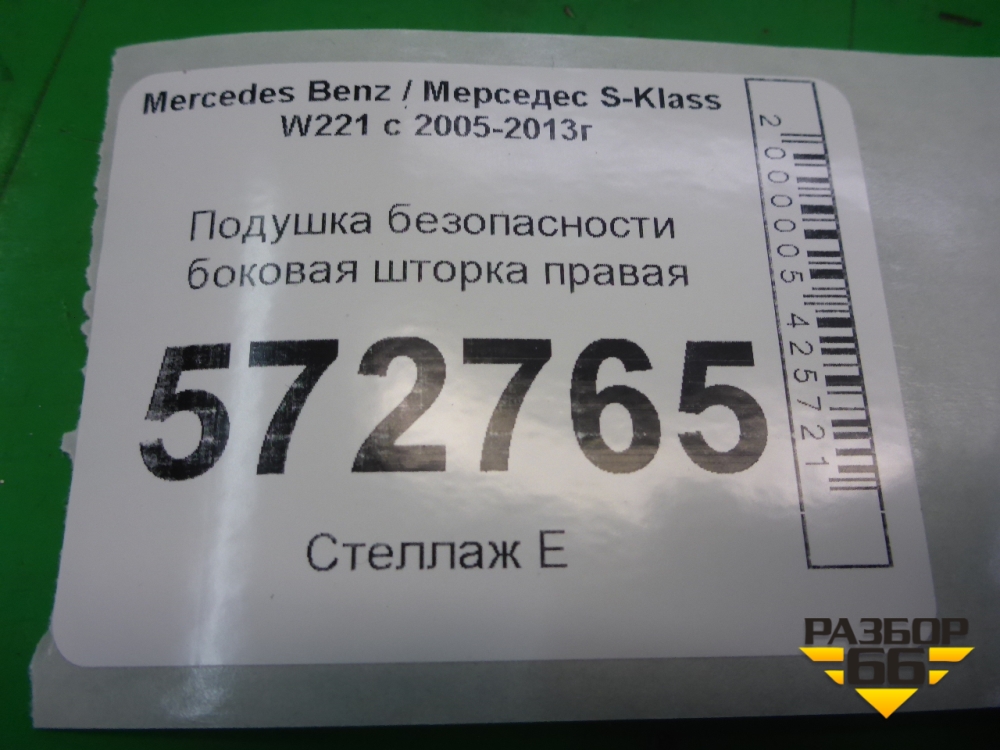 Mercedes Benz / Мерседес S-Klass
W221 с 2005-2013г
Подушка безопасности
боковая шторка правая
572765
Стеллаж Е
2000005425721
РАЗБОР
66